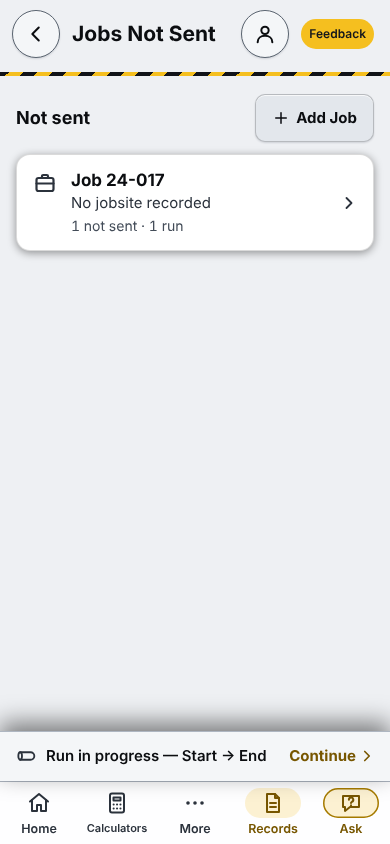 Jobs Not Sent
Feedback
Not sent
+ Add Job
Job 24-017
No jobsite recorded
1 not sent · 1 run
Run in progress — Start → End
Continue
Home
Calculators
More
Records
Ask